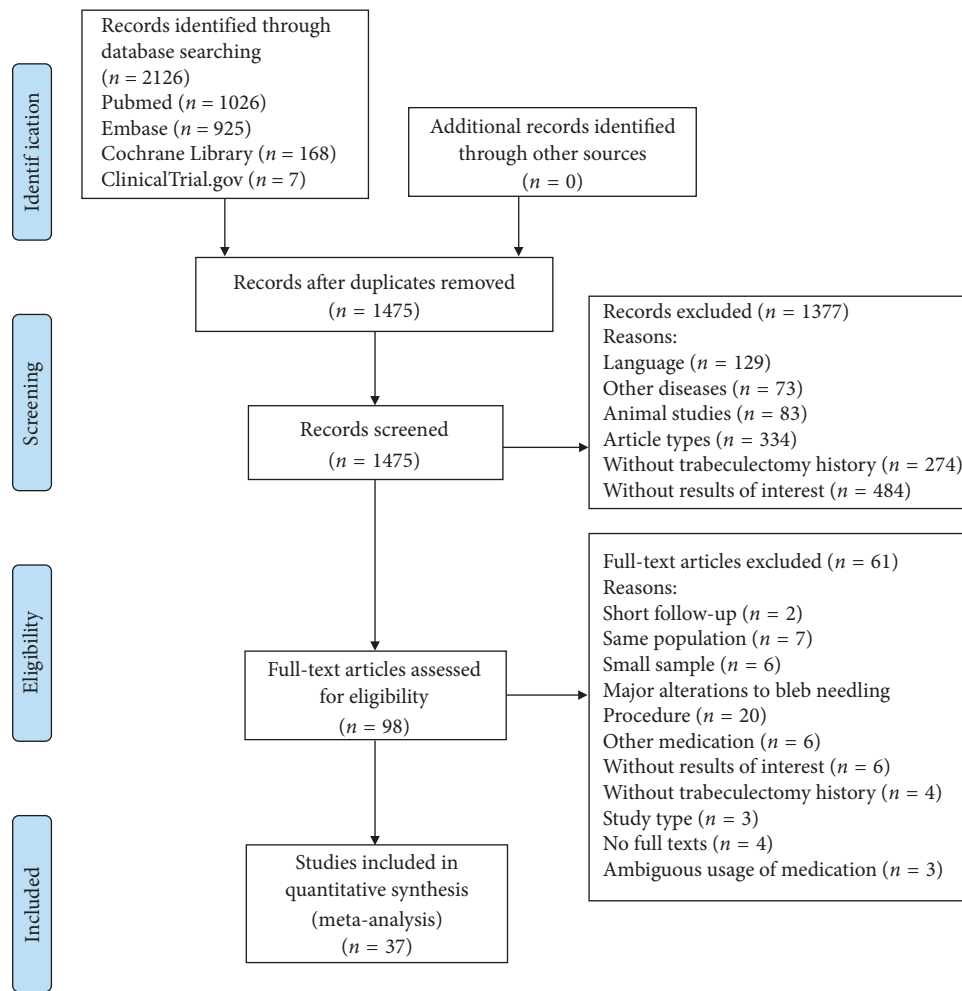 Identif ication
Records identified through
database searching
(n = 2126)
Pubmed (n = 1026)
Embase (n = 925)
Cochrane Library (n = 168)
ClinicalTrial.gov (n = 7)
Additional records identified
through other sources
(n = 0)
Records after duplicates removed
(n = 1475)
Screening
Records screened
(n = 1475)
Records excluded (n = 1377)
Reasons:
Language (n = 129)
Other diseases (n = 73)
Animal studies (n = 83)
Article types (n = 334)
Without trabeculectomy history (n = 274)
Without results of interest (n = 484)
Eligibility
Full-text articles assessed
for eligibility
(n = 98)
Full-text articles excluded (n = 61)
Reasons:
Short follow-up (n = 2)
Same population (n = 7)
Small sample (n = 6)
Major alterations to bleb needling
Procedure (n = 20)
Other medication (n = 6)
Without results of interest (n = 6)
Without trabeculectomy history (n = 4)
Study type (n = 3)
No full texts (n = 4)
Ambiguous usage of medication (n = 3)
Included
Studies included in
quantitative synthesis
(meta-analysis)
(n = 37)